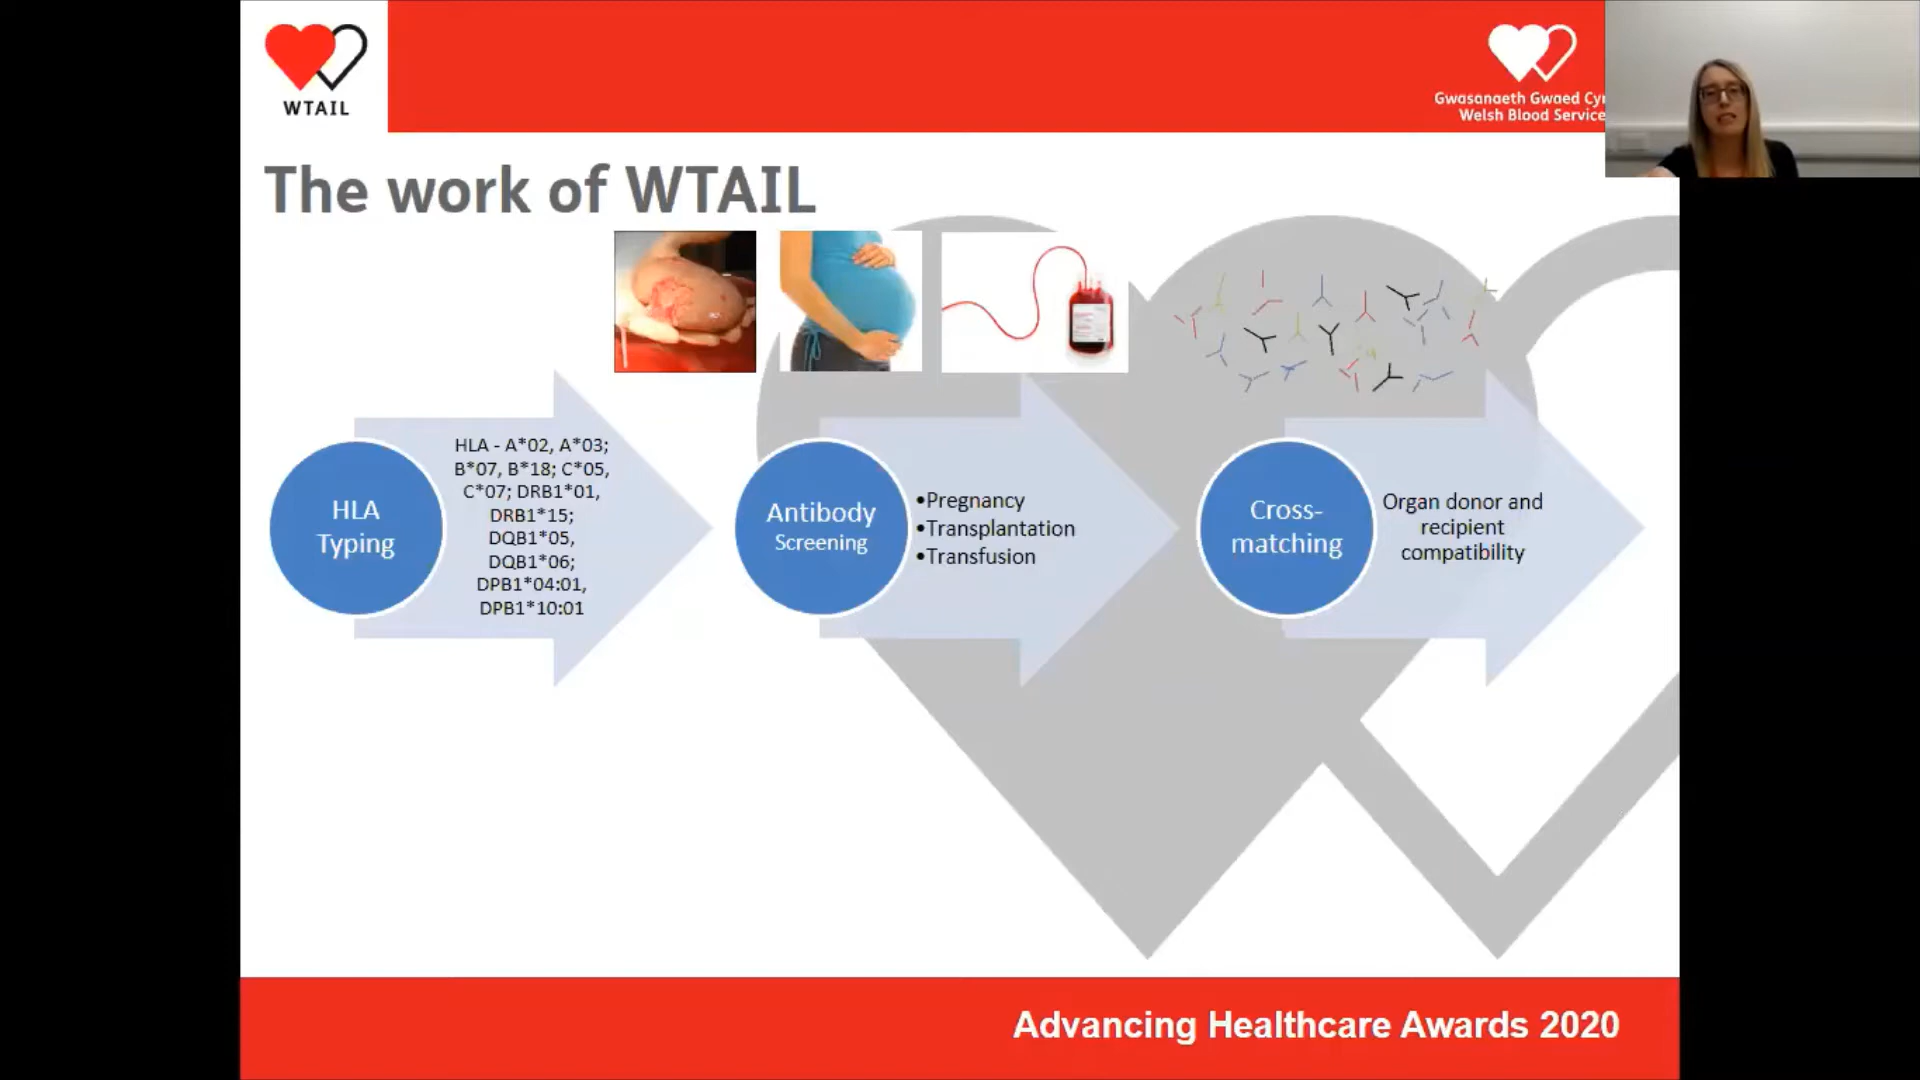 WTAIL
Gwasanaeth Gwaed Cy
Welsh Blood Service
The work of WTAIL
HLA
Typing
HLA - A*02, A*03;
B*07, B*18; C*05,
C*07; DRB1*01,
DRB1*15;
DQB1*05,
DQB1*06;
DPB1*04:01,
DPB1*10:01
Antibody
Screening
•Pregnancy
•Transplantation
•Transfusion
Cross-
matching
Organ donor and
recipient
compatibility
Advancing Healthcare Awards 2020